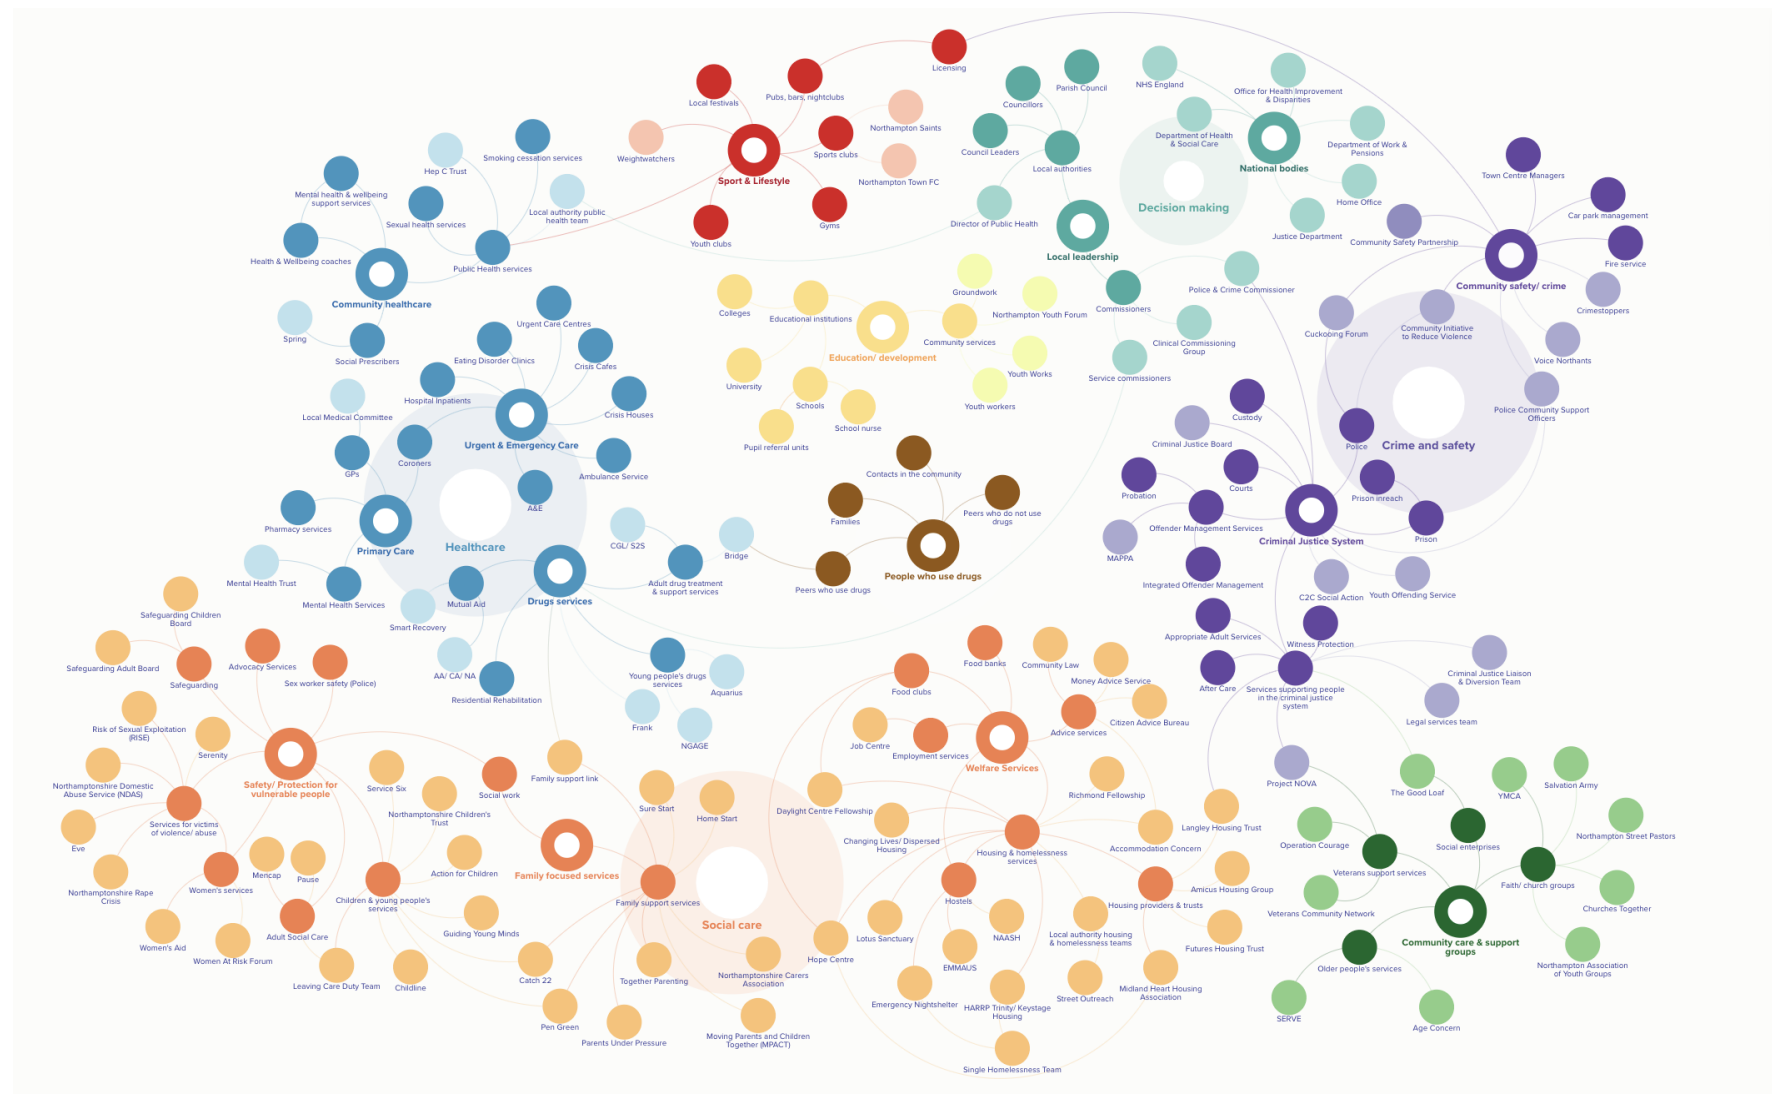 Licensing
Local festivals
Pubs, bars, nightclubs
Northampton Saints
Weightwatchers
Sports clubs
Sport & Lifestyle
Northampton Town FC
Gyms
Youth clubs
Councillors
Parish Council
Council Leaders
Local authorities
Director of Public Health
Local leadership
NHS England
Office for Health Improvement
& Disparities
Department of Health
& Social Care
Department of Work &
Pensions
National bodies
Home Office
Justice Department
Decision making
Police & Crime Commissioner
Commissioners
Clinical Commissioning
Group
Service commissioners
Town Centre Managers
Car park management
Community Safety Partnership
Fire service
Community safety/ crime
Crimestoppers
Cuckooing Forum
Community Initiative
to Reduce Violence
Voice Northants
Police Community Support
Officers
Police
Crime and safety
Prison inreach
Prison
Custody
Criminal Justice Board
Courts
Probation
Offender Management Services
MAPPA
Criminal Justice System
Integrated Offender Management
C2C Social Action
Youth Offending Service
Appropriate Adult Services
Witness Protection
After Care
Services supporting people
in the criminal justice
system
Criminal Justice Liaison
& Diversion Team
Legal services team
Project NOVA
Hep C Trust
Smoking cessation services
Mental health & wellbeing
support services
Sexual health services
Local authority public
health team
Health & Wellbeing coaches
Public Health services
Community healthcare
Spring
Social Prescribers
Urgent Care Centres
Eating Disorder Clinics
Crisis Cafes
Hospital Inpatients
Crisis Houses
Local Medical Committee
Urgent & Emergency Care
Coroners
GPs
Ambulance Service
A&E
Pharmacy services
Primary Care
Healthcare
Mental Health Trust
Mental Health Services
Mutual Aid
Drugs services
Smart Recovery
CGL/ S2S
Bridge
Adult drug treatment
& support services
AA/ CA/ NA
Residential Rehabilitation
Young people's drugs
services
Aquarius
Frank
NGAGE
Colleges
Educational institutions
Education/ development
University
Schools
School nurse
Pupil referral units
Groundwork
Northampton Youth Forum
Community services
Youth Works
Youth workers
Contacts in the community
Families
Peers who do not use
drugs
Peers who use drugs
People who use drugs
Safeguarding Children
Board
Safeguarding Adult Board
Advocacy Services
Safeguarding
Sex worker safety (Police)
Risk of Sexual Exploitation
(RISE)
Serenity
Northamptonshire Domestic
Abuse Service (NDAS)
Safety/ Protection for
vulnerable people
Services for victims
of violence/ abuse
Eve
Northamptonshire Rape
Crisis
Women's services
Mencap
Pause
Women's Aid
Women At Risk Forum
Adult Social Care
Service Six
Northamptonshire Children's
Trust
Social work
Action for Children
Children & young people's
services
Guiding Young Minds
Leaving Care Duty Team
Childline
Family support link
Family focused services
Sure Start
Home Start
Family support services
Social care
Catch 22
Pen Green
Together Parenting
Northamptonshire Carers
Association
Parents Under Pressure
Moving Parents and Children
Together (MPACT)
Food banks
Food clubs
Community Law
Money Advice Service
Citizen Advice Bureau
Advice services
Job Centre
Employment services
Welfare Services
Daylight Centre Fellowship
Changing Lives/ Dispersed
Housing
Richmond Fellowship
Langley Housing Trust
Accommodation Concern
Housing & homelessness
services
Amicus Housing Group
Hostels
Housing providers & trusts
Lotus Sanctuary
NAASH
Local authority housing
& homelessness teams
Futures Housing Trust
Hope Centre
EMMAUS
Emergency Nightshelter
HARRP Trinity/ Keystage
Housing
Street Outreach
Midland Heart Housing
Association
Single Homelessness Team
The Good Loaf
YMCA
Salvation Army
Operation Courage
Social enterprises
Northampton Street Pastors
Veterans support services
Faith/ church groups
Veterans Community Network
Churches Together
Community care & support
groups
Older people's services
Northampton Association
of Youth Groups
SERVE
Age Concern